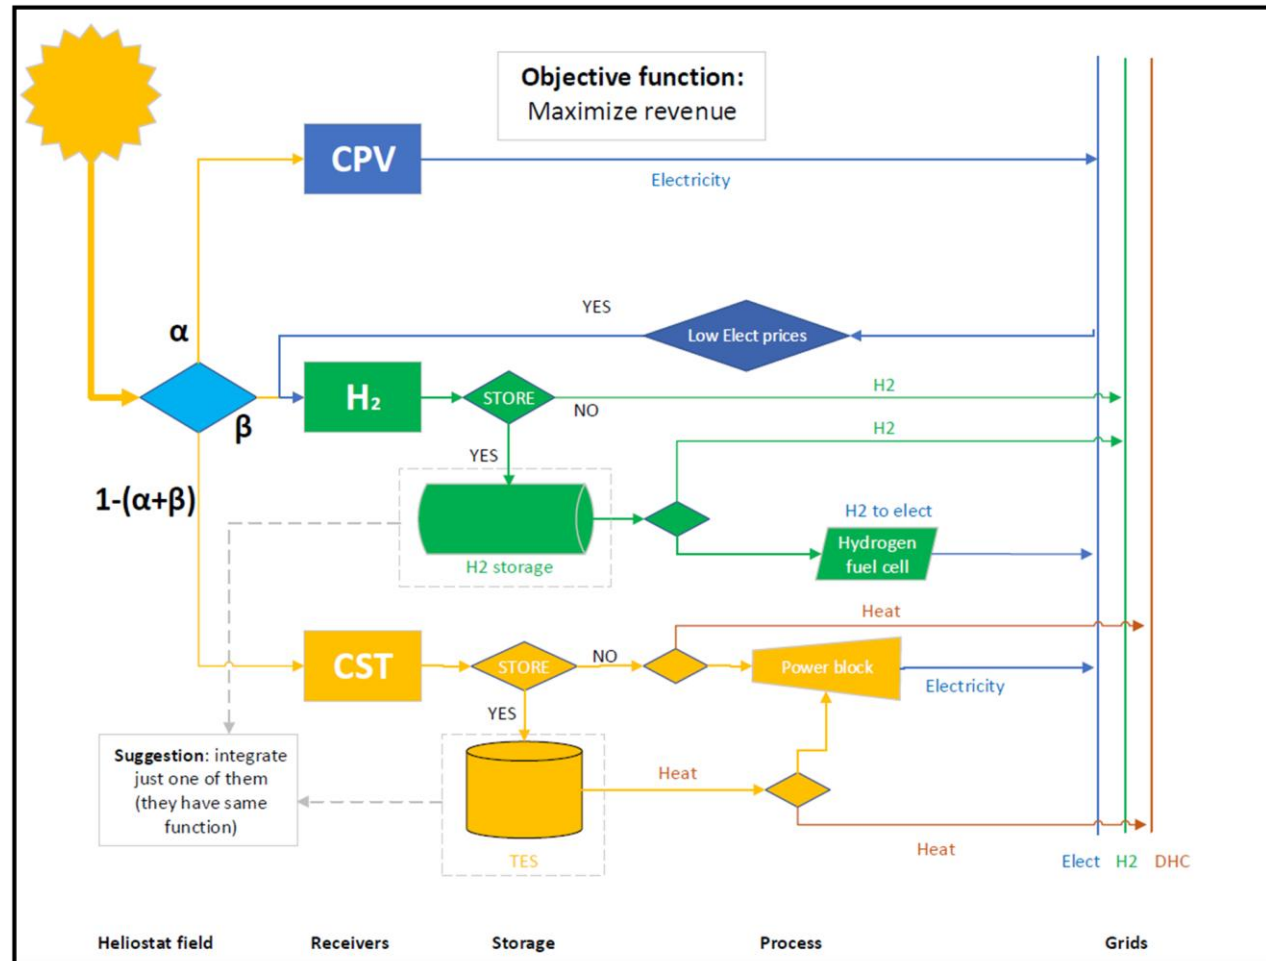 Objective function:
Maximize revenue
CPV
Electricity
YES
Low Elect prices
α
β
H₂
STORE
NO
H2
H2
YES
1-(α+β)
H2 storage
H2 to elect
Hydrogen
fuel cell
Heat
CST
STORE
NO
Power block
Electricity
YES
Suggestion: integrate
just one of them
(they have same
function)
Heat
TES
Heat
Elect H2 DHC
Heliostat field Receivers Storage Process Grids